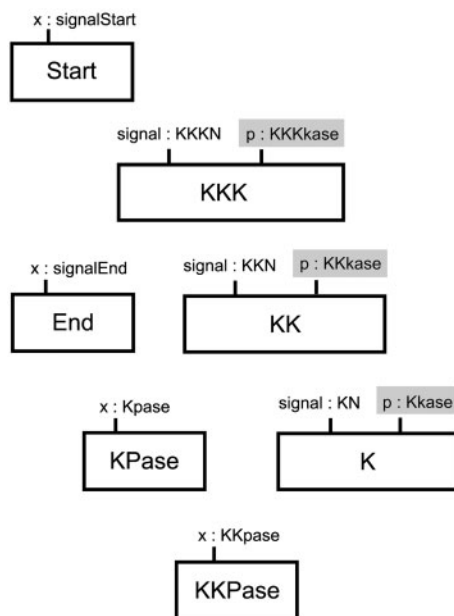 x : signalStart
Start
signal : KKKN p : KKKkase
KKK
x : signalEnd
End
signal : KKN p : KKkase
KK
x : Kpase
KPase
signal : KN p : Kkase
K
x : KKpase
KKPase